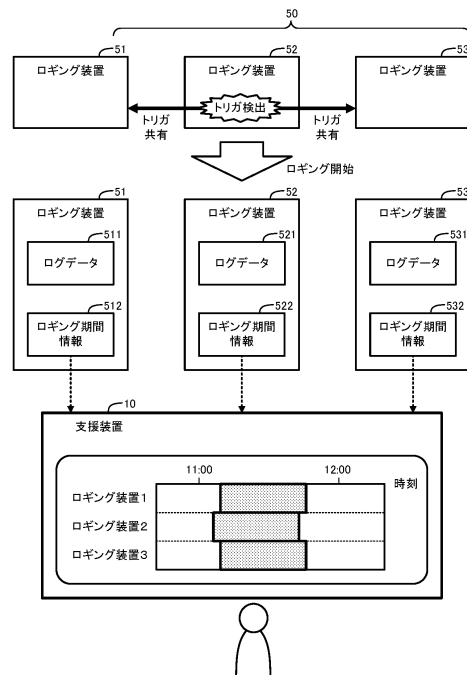 50
51
52
53
ロギング装置
ロギング装置
ロギング装置
トリガ検出
トリガ
共有
トリガ
共有
ロギング開始
51
52
53
ロギング装置
ロギング装置
ロギング装置
511
521
531
ログデータ
ログデータ
ログデータ
512
522
532
ロギング期間
情報
ロギング期間
情報
ロギング期間
情報
10
支援装置
11:00
12:00
時刻
ロギング装置1
ロギング装置2
ロギング装置3